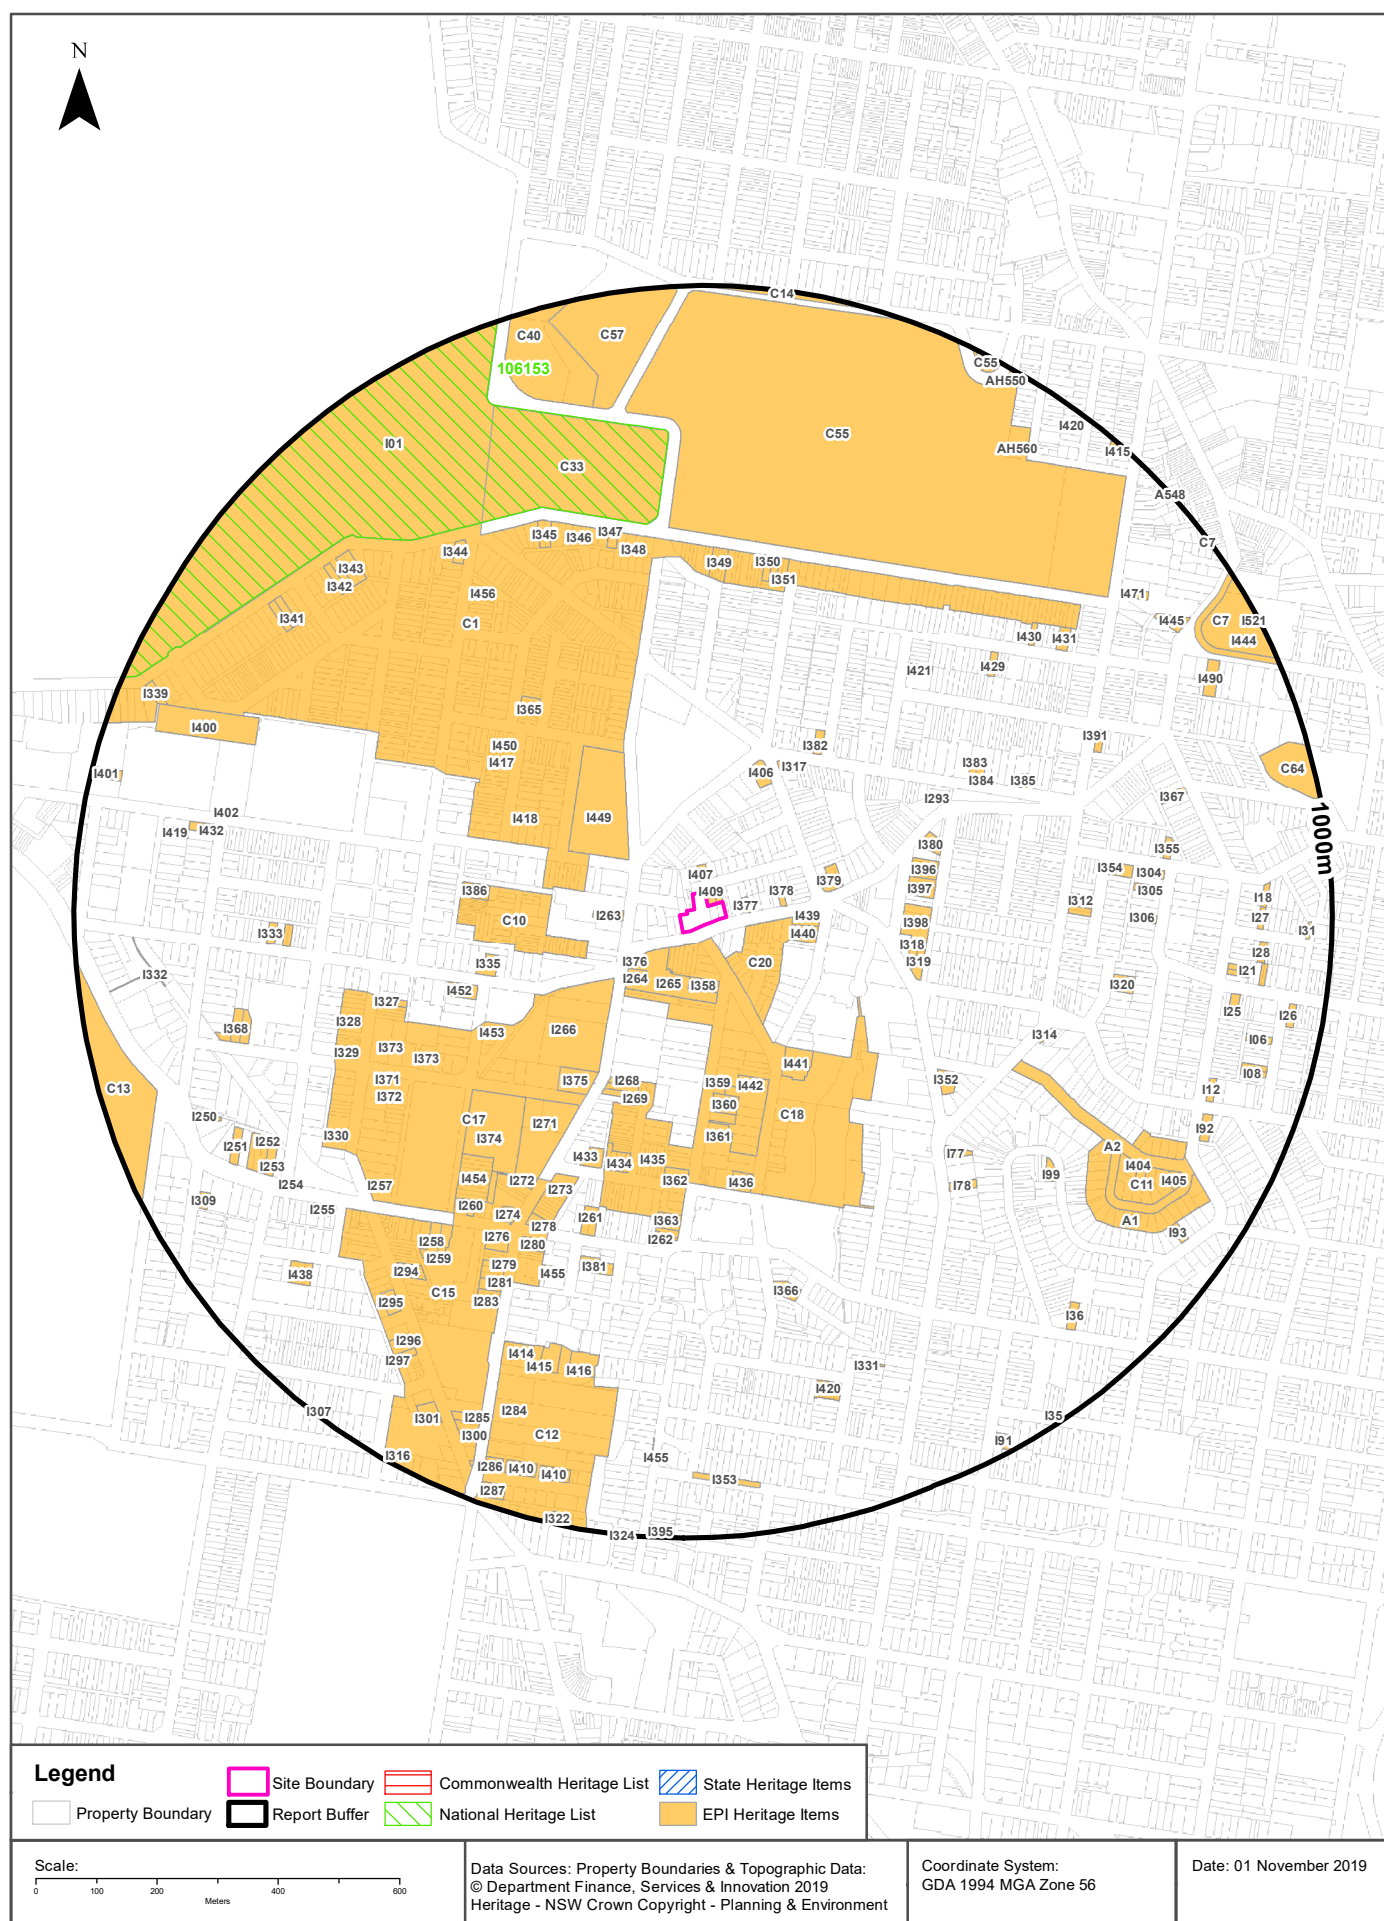 N
C14
C40
C57
C55
106153
AH550
C55
I01
I420
C33
AH560
I415
A548
I345
I347
I346
C7
I344
I348
I349
I350
I343
I351
I342
I456
I471
I341
C1
I445
C7
I521
I430
I431
I444
I421
I429
I490
I339
I365
I400
I391
I450
I382
I417
I383
I317
C64
I401
I406
I384
I385
I367
I293
I402
I418
I449
1000m
I419
I432
I380
I355
I407
I396
I354
I304
I379
I386
I409
I378
I397
I305
I18
I377
I312
C10
I263
I439
I398
I306
I27
I333
I440
I31
I318
I376
I28
I335
C20
I319
I332
I264
I21
I265
I358
I320
I452
I327
I25
I26
I328
I368
I453
I266
I314
I06
I329
I373
I373
I441
I08
I371
I375
I268
I352
C13
I359
I442
I372
I269
I12
I360
I250
C17
C18
I271
I92
I330
I374
I361
I251
I252
A2
I433
I435
I77
I253
I434
I404
I99
I454
I272
I362
I436
C11
I405
I254
I257
I273
I78
I309
I260
I255
I274
I261
I363
A1
I278
I93
I258
I276
I262
I280
I259
I279
I381
I294
I438
I455
I281
C15
I366
I295
I283
I36
I296
I414
I297
I415
I416
I331
I420
I307
I284
I301
I285
I35
I300
C12
I91
I316
I455
I286
I410
I410
I353
I287
I322
I324
I395
Legend
Site Boundary
Commonwealth Heritage List
State Heritage Items
Property Boundary
Report Buffer
National Heritage List
EPI Heritage Items
Scale:
0 100 200 400 600
Meters
Data Sources: Property Boundaries & Topographic Data:
© Department Finance, Services & Innovation 2019
Heritage - NSW Crown Copyright - Planning & Environment
Coordinate System:
GDA 1994 MGA Zone 56
Date: 01 November 2019